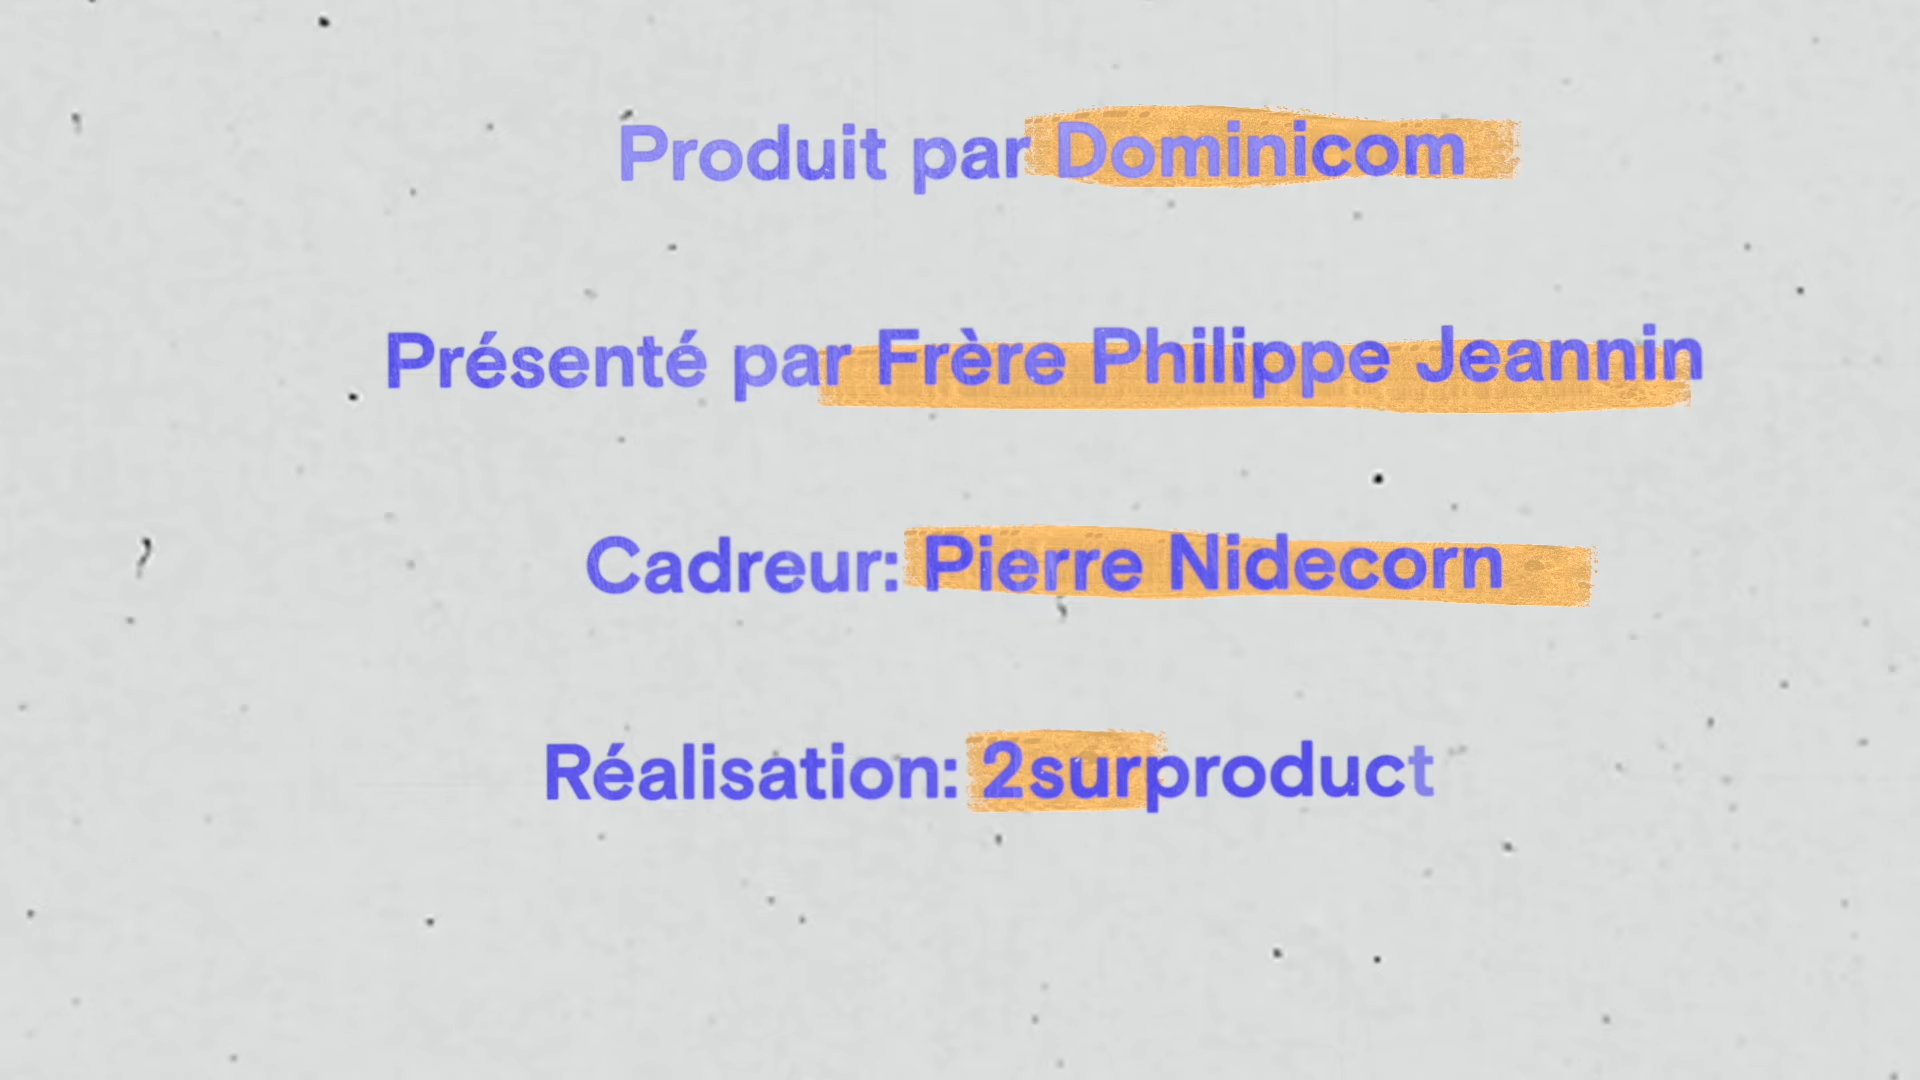 Produit par Dominicom
Présenté par Frère Philippe Jeannin
Cadreur: Pierre Nidecorn
Réalisation: 2surproduct